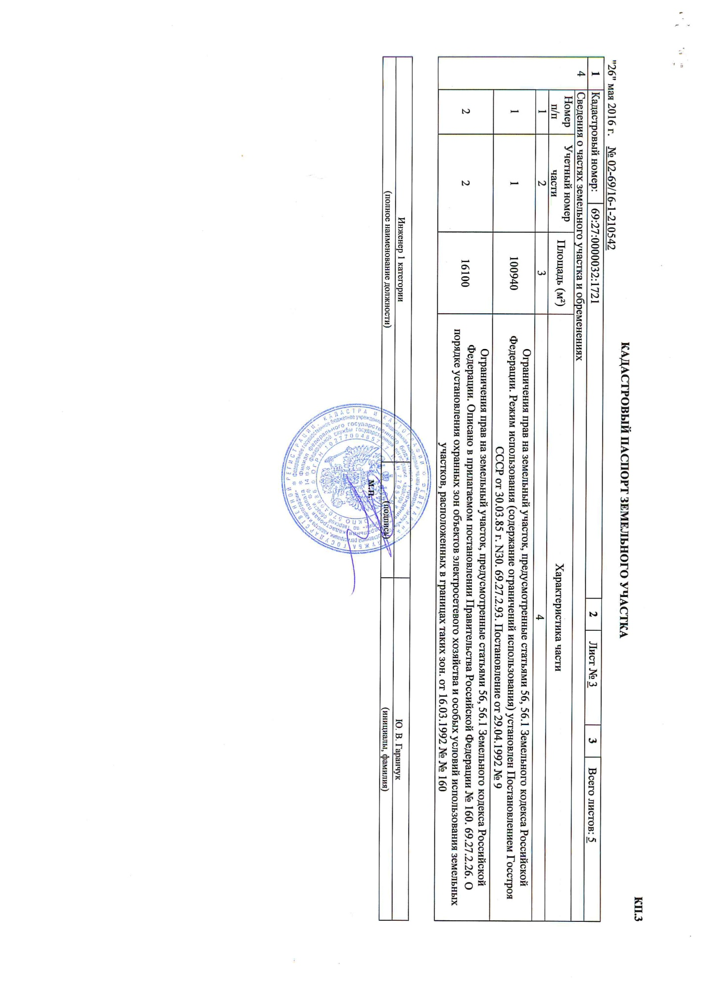 КП.3
КАДАСТРОВЫЙ ПАСПОРТ ЗЕМЕЛЬНОГО УЧАСТКА
"26" мая 2016 г. № 02-69/16-1-210542
1 Кадастровый номер: 69:27:0000032:1721 2 Лист № 3 3 Всего листов: 5
4 Сведения о частях земельного участка и обременениях
Номер п/п Учетный номер части Площадь (м²) Характеристика части
1 2 3 4
1 1 100940
Ограничения прав на земельный участок, предусмотренные статьями 56, 56.1 Земельного кодекса Российской
Федерации. Режим использования (содержание ограничений использования) установлен Постановлением Госстроя
СССР от 30.03.85 г. N30. 69.27.2.93. Постановление от 29.04.1992 № 9
2 2 16100
Ограничения прав на земельный участок, предусмотренные статьями 56, 56.1 Земельного кодекса Российской
Федерации. Описано в прилагаемом постановлении Правительства Российской Федерации № 160. 69.27.2.26. О
порядке установления охранных зон объектов электросетевого хозяйства и особых условий использования земельных
участков, расположенных в границах таких зон. от 16.03.1992 № № 160
Инженер 1 категории Ю. В. Гаранчук
(полное наименование должности) (подпись) (инициалы, фамилия)
М.П.
ФЕДЕРАЛЬНАЯ СЛУЖБА ГОСУДАРСТВЕННОЙ РЕГИСТРАЦИИ, КАДАСТРА И КАРТОГРАФИИ
ОГРН 1027700485757